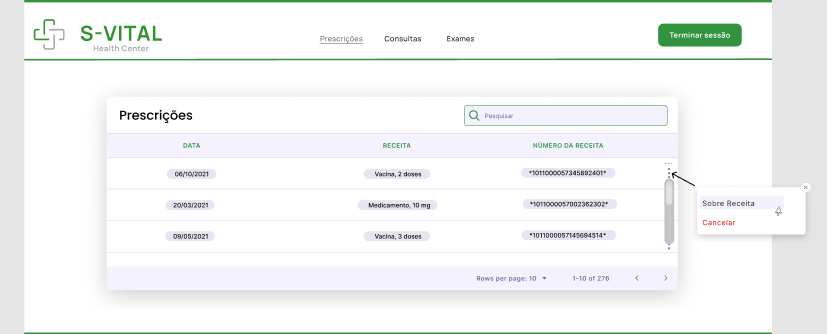 S-VITAL
Health Center
Prescrições Consultas Exames
Terminar sessão
Prescrições
Pesquisar
DATA RECEITA NÚMERO DA RECEITA
06/10/2021 Vacina, 2 doses *1011000057345892401*
20/03/2021 Medicamento, 10 mg *1011000057002362302*
09/05/2021 Vacina, 3 doses *1011000057145694514*
Sobre Receita
Cancelar
Rows per page: 10 1-10 of 276